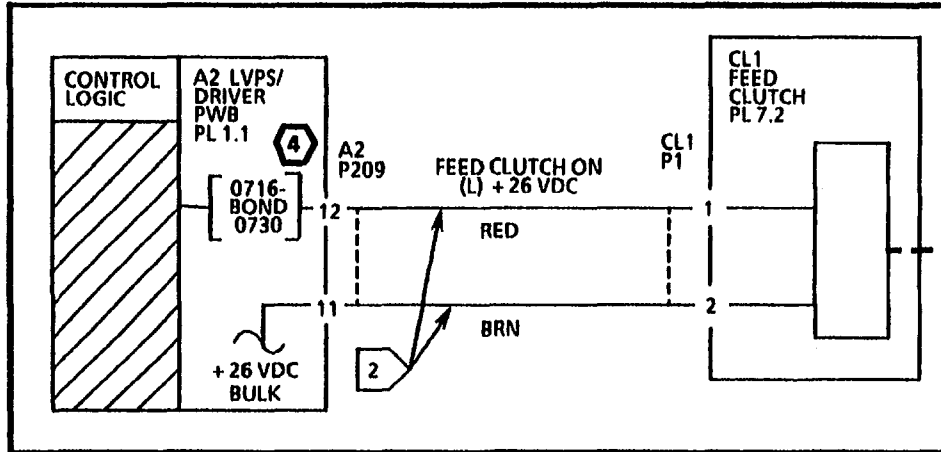 CONTROL
LOGIC
A2 LVPS/
DRIVER
PWB
PL 1.1
4
0716-
BOND
0730
+ 26 VDC
BULK
A2
P209
12
11
FEED CLUTCH ON
(L) + 26 VDC
RED
BRN
2
CL1
P1
1
2
CL1
FEED
CLUTCH
PL 7.2